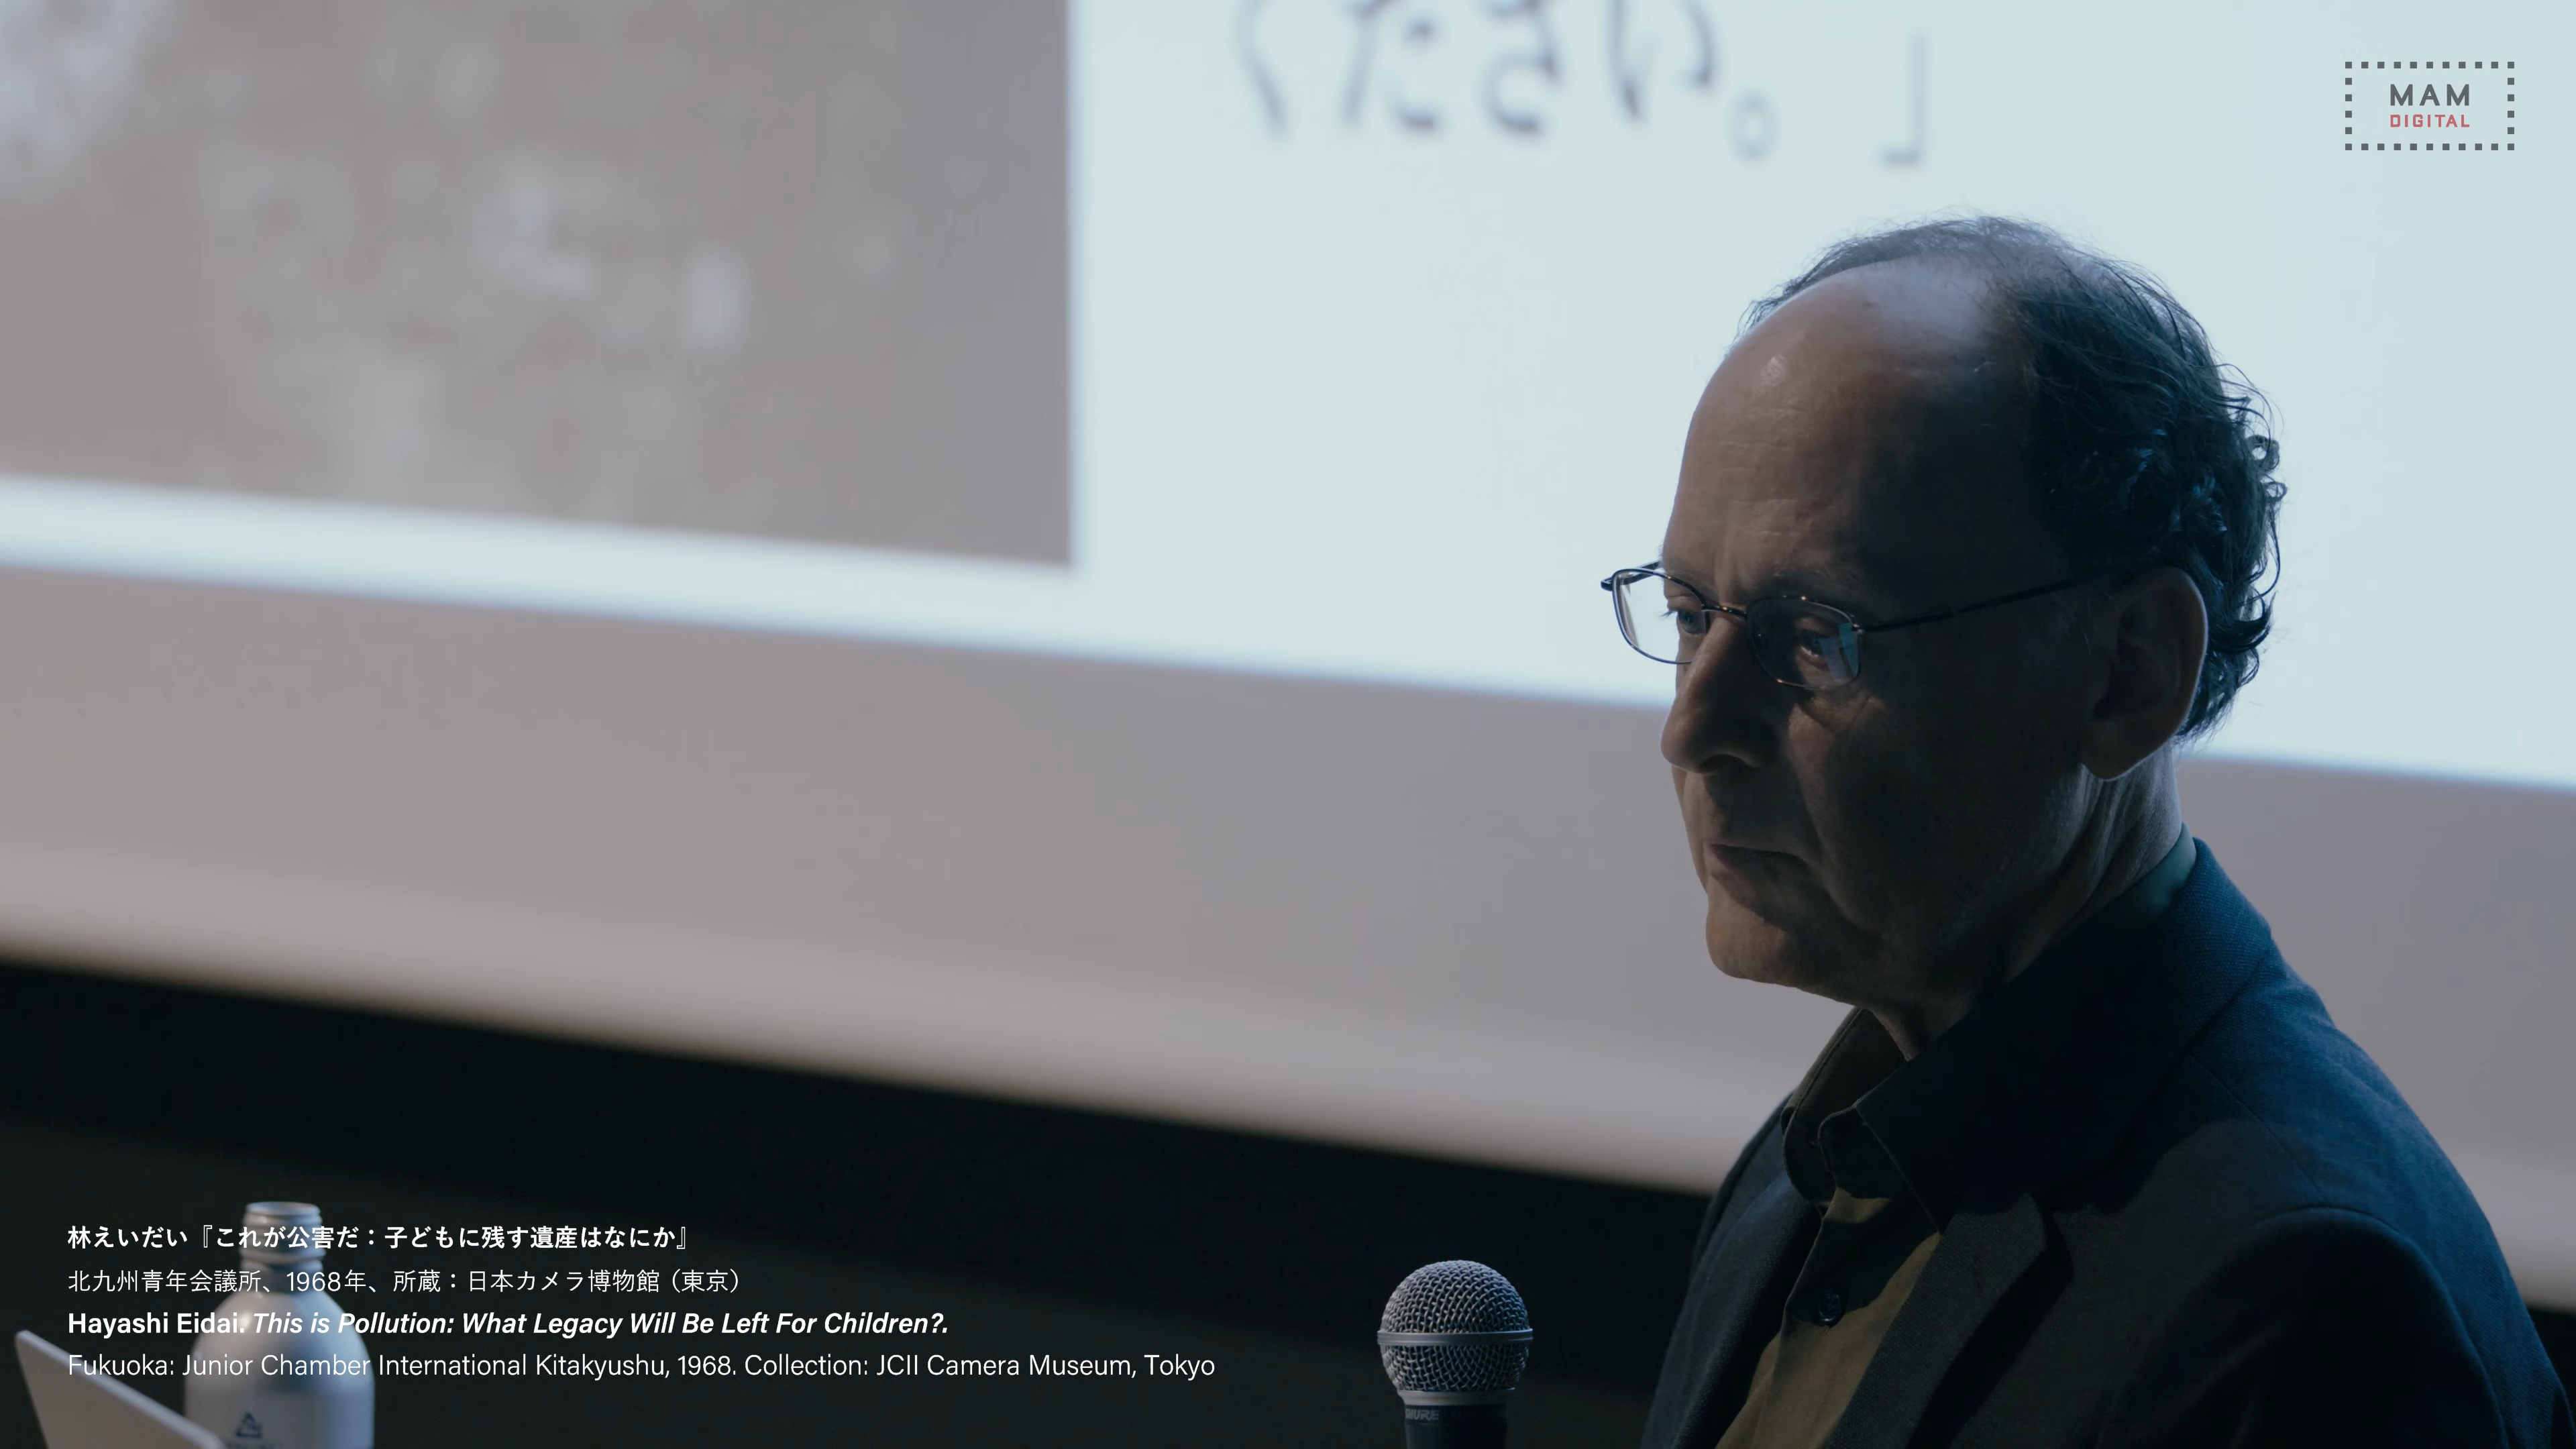 ください。」
MAM
DIGITAL
林えいだい『これが公害だ：子どもに残す遺産はなにか』
北九州青年会議所、1968年、所蔵：日本カメラ博物館（東京）
Hayashi Eidai. This is Pollution: What Legacy Will Be Left For Children?.
Fukuoka: Junior Chamber International Kitakyushu, 1968. Collection: JCII Camera Museum, Tokyo
SHURE